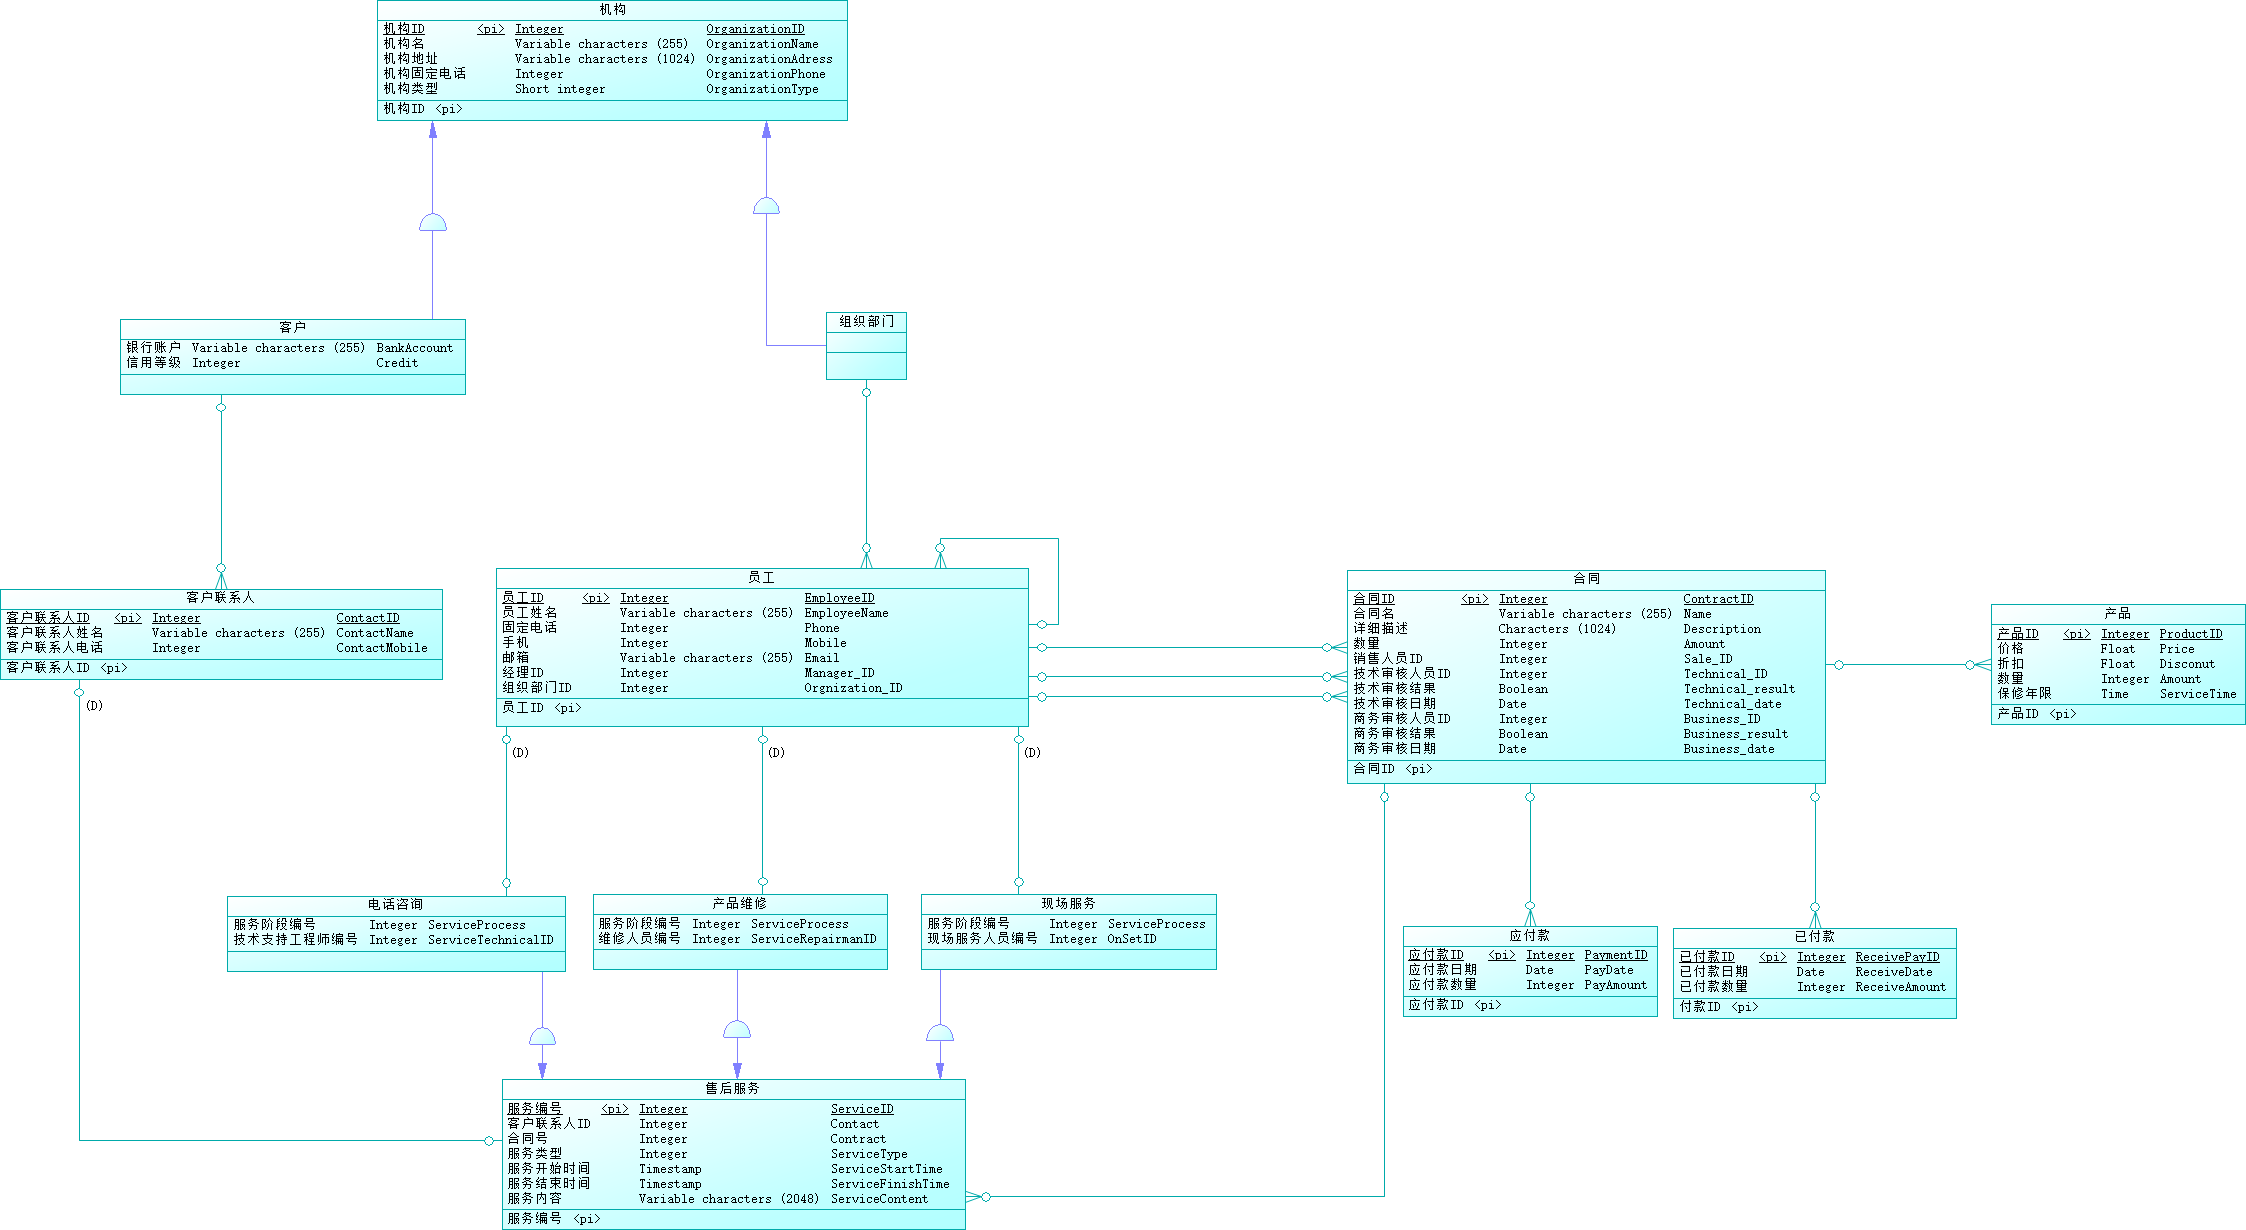 机构
机构ID <pi> Integer OrganizationID
机构名 Variable characters (255) OrganizationName
机构地址 Variable characters (1024) OrganizationAdress
机构固定电话 Integer OrganizationPhone
机构类型 Short integer OrganizationType
机构ID <pi>
客户
银行账户 Variable characters (255) BankAccount
信用等级 Integer Credit
组织部门
客户联系人
客户联系人ID <pi> Integer ContactID
客户联系人姓名 Variable characters (255) ContactName
客户联系人电话 Integer ContactMobile
客户联系人ID <pi>
(D)
员工
员工ID <pi> Integer EmployeeID
员工姓名 Variable characters (255) EmployeeName
固定电话 Integer Phone
手机 Integer Mobile
邮箱 Variable characters (255) Email
经理ID Integer Manager_ID
组织部门ID Integer Orgnization_ID
员工ID <pi>
(D)
(D)
(D)
合同
合同ID <pi> Integer ContractID
合同名 Variable characters (255) Name
详细描述 Characters (1024) Description
数量 Integer Amount
销售人员ID Integer Sale_ID
技术审核人员ID Integer Technical_ID
技术审核结果 Boolean Technical_result
技术审核日期 Date Technical_date
商务审核人员ID Integer Business_ID
商务审核结果 Boolean Business_result
商务审核日期 Date Business_date
合同ID <pi>
产品
产品ID <pi> Integer ProductID
价格 Float Price
折扣 Float Disconut
数量 Integer Amount
保修年限 Time ServiceTime
产品ID <pi>
电话咨询
服务阶段编号 Integer ServiceProcess
技术支持工程师编号 Integer ServiceTechnicalID
产品维修
服务阶段编号 Integer ServiceProcess
维修人员编号 Integer ServiceRepairmanID
现场服务
服务阶段编号 Integer ServiceProcess
现场服务人员编号 Integer OnSetID
应付款
应付款ID <pi> Integer PaymentID
应付款日期 Date PayDate
应付款数量 Integer PayAmount
应付款ID <pi>
已付款
已付款ID <pi> Integer ReceivePayID
已付款日期 Date ReceiveDate
已付款数量 Integer ReceiveAmount
付款ID <pi>
售后服务
服务编号 <pi> Integer ServiceID
客户联系人ID Integer Contact
合同号 Integer Contract
服务类型 Integer ServiceType
服务开始时间 Timestamp ServiceStartTime
服务结束时间 Timestamp ServiceFinishTime
服务内容 Variable characters (2048) ServiceContent
服务编号 <pi>